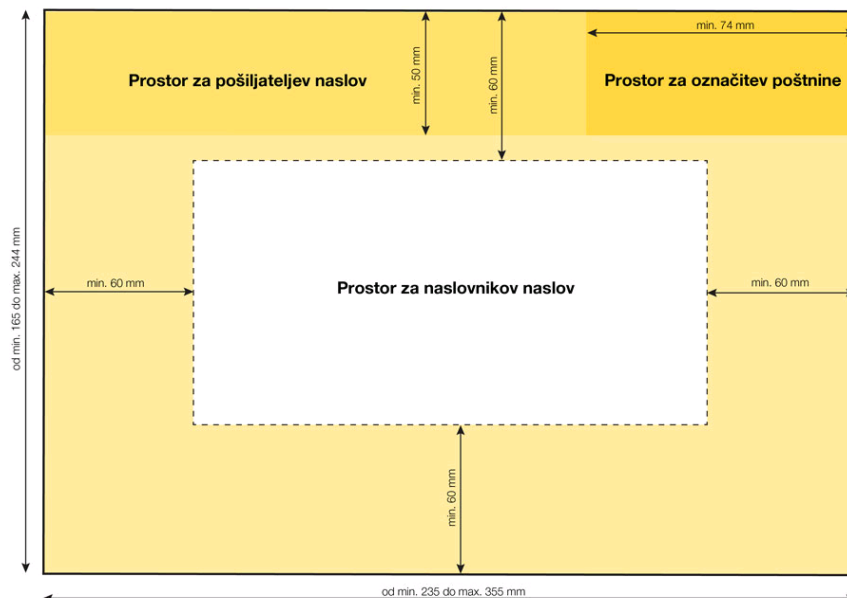 min. 74 mm
Prostor za pošiljateljev naslov
min. 50 mm
min. 60 mm
Prostor za označitev poštnine
od min. 165 do max. 244 mm
min. 60 mm
Prostor za naslovnikov naslov
min. 60 mm
min. 60 mm
od min. 235 do max. 355 mm